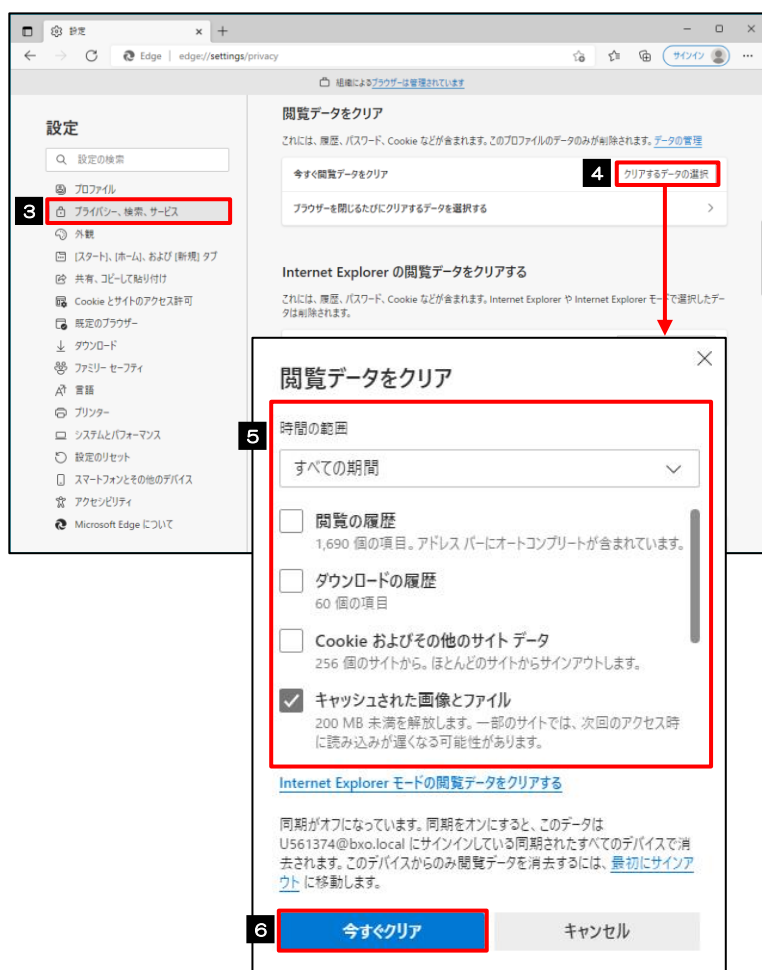 設定
Edge | edge://settings/privacy
サインイン
組織によるブラウザーは管理されています
設定
設定の検索
プロファイル
3 プライバシー、検索、サービス
外観
[スタート]、[ホーム]、および [新規] タブ
共有、コピーして貼り付け
Cookie とサイトのアクセス許可
既定のブラウザー
ダウンロード
ファミリー セーフティ
言語
プリンター
システムとパフォーマンス
設定のリセット
スマートフォンとその他のデバイス
アクセシビリティ
Microsoft Edge について
閲覧データをクリア
これには、履歴、パスワード、Cookie などが含まれます。このプロファイルのデータのみが削除されます。データの管理
今すぐ閲覧データをクリア
4 クリアするデータの選択
ブラウザーを閉じるたびにクリアするデータを選択する
Internet Explorer の閲覧データをクリアする
これには、履歴、パスワード、Cookie などが含まれます。Internet Explorer や Internet Explorer モードで選択したデー
タは削除されます。
閲覧データをクリア
5
時間の範囲
すべての期間
閲覧の履歴
1,690 個の項目。アドレス バーにオートコンプリートが含まれています。
ダウンロードの履歴
60 個の項目
Cookie およびその他のサイト データ
256 個のサイトから。ほとんどのサイトからサインアウトします。
キャッシュされた画像とファイル
200 MB 未満を解放します。一部のサイトでは、次回のアクセス時
に読み込みが遅くなる可能性があります。
Internet Explorer モードの閲覧データをクリアする
同期がオフになっています。同期をオンにすると、このデータは
U561374@bxo.local にサインインしている同期されたすべてのデバイスで消
去されます。このデバイスからのみ閲覧データを消去するには、最初にサインア
ウト に移動します。
6 今すぐクリア
キャンセル